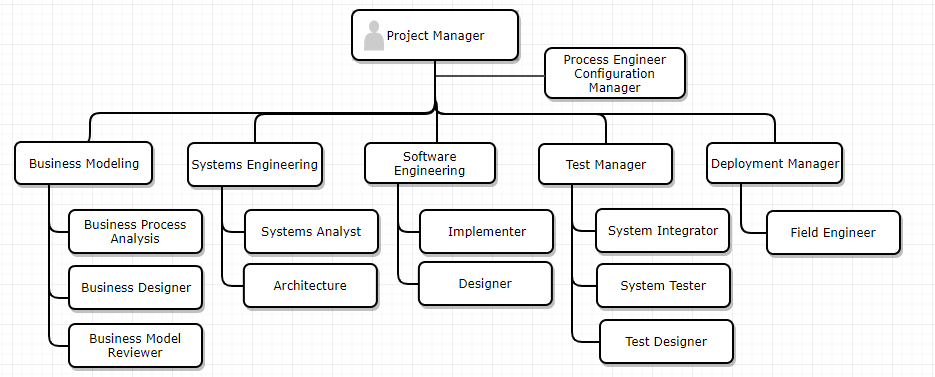 Project Manager
Process Engineer
Configuration
Manager
Business Modeling
Systems Engineering
Software
Engineering
Test Manager
Deployment Manager
Business Process
Analysis
Systems Analyst
Implementer
System Integrator
Field Engineer
Business Designer
Architecture
Designer
System Tester
Business Model
Reviewer
Test Designer